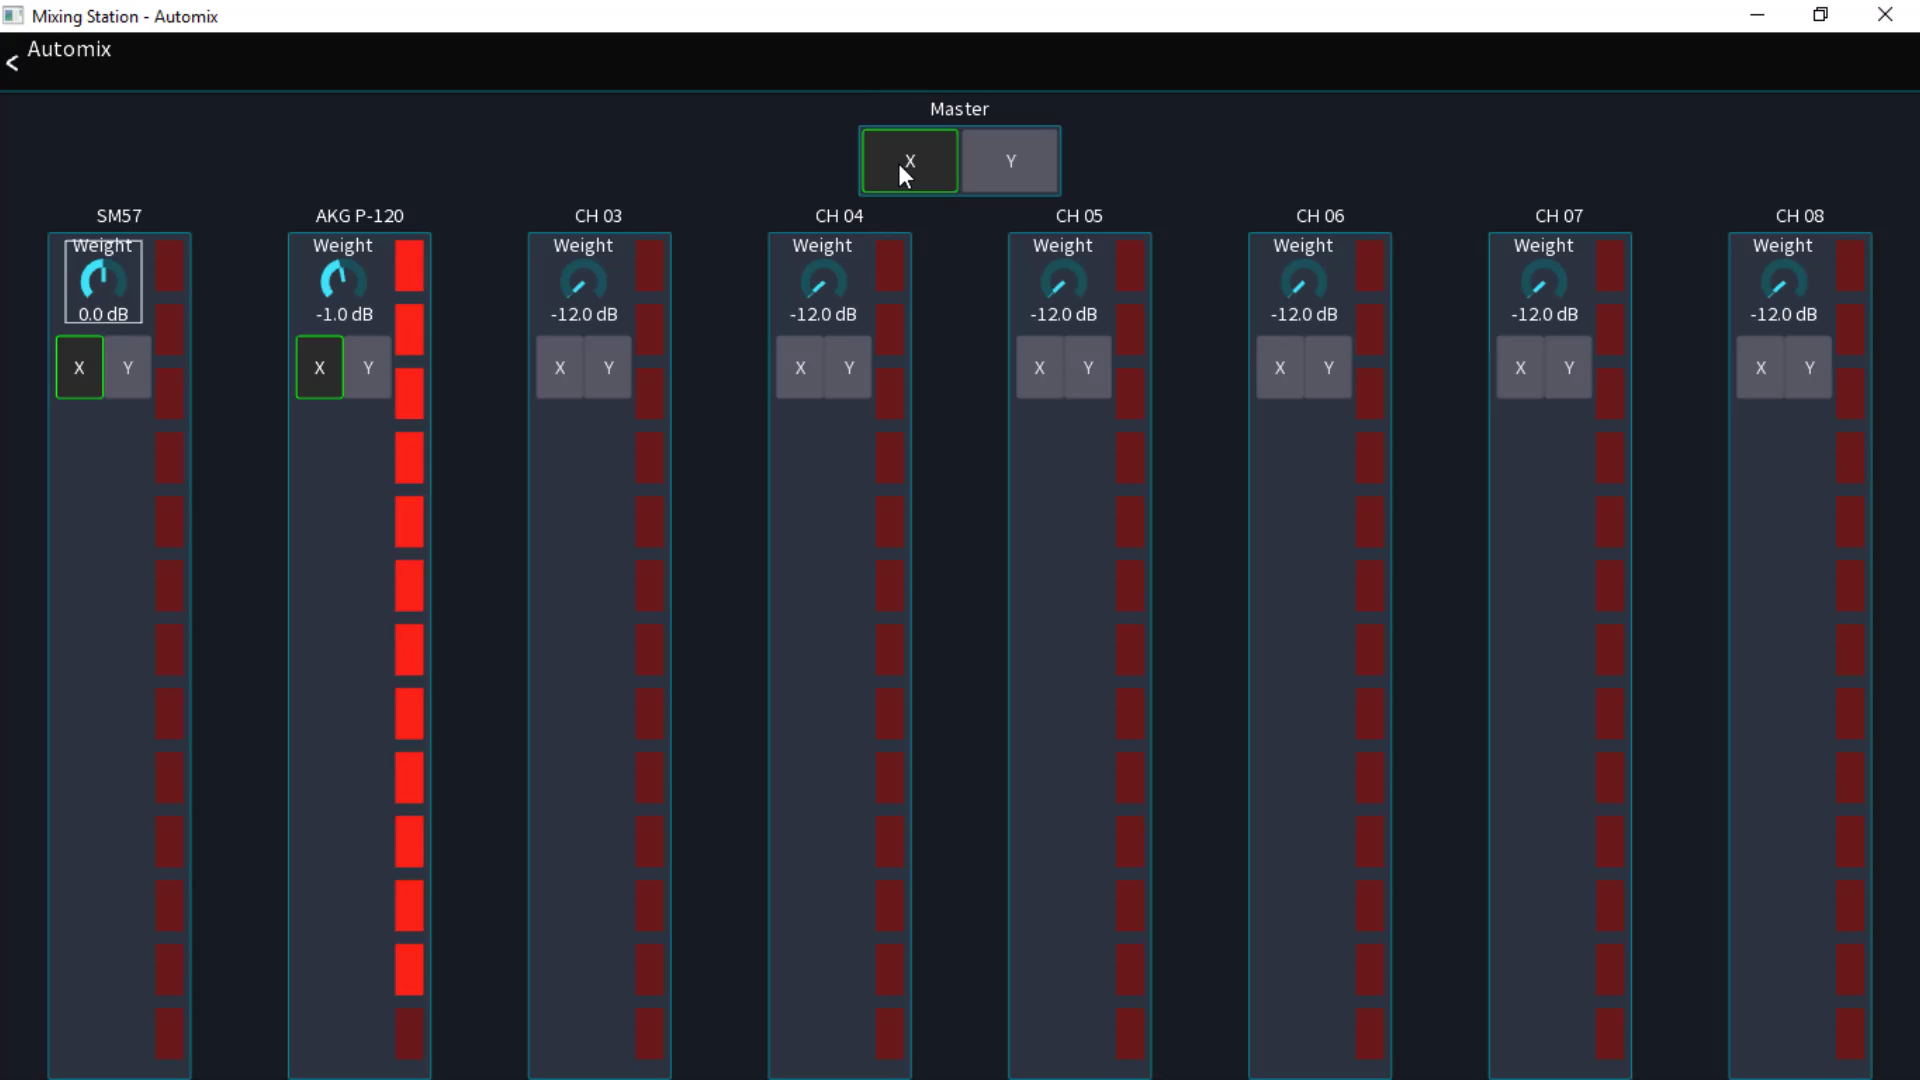 Mixing Station - Automix
< Automix
Master
X Y
SM57 AKG P-120 CH 03 CH 04 CH 05 CH 06 CH 07 CH 08
Weight Weight Weight Weight Weight Weight Weight Weight
0.0 dB -1.0 dB -12.0 dB -12.0 dB -12.0 dB -12.0 dB -12.0 dB -12.0 dB
X Y X Y X Y X Y X Y X Y X Y X Y